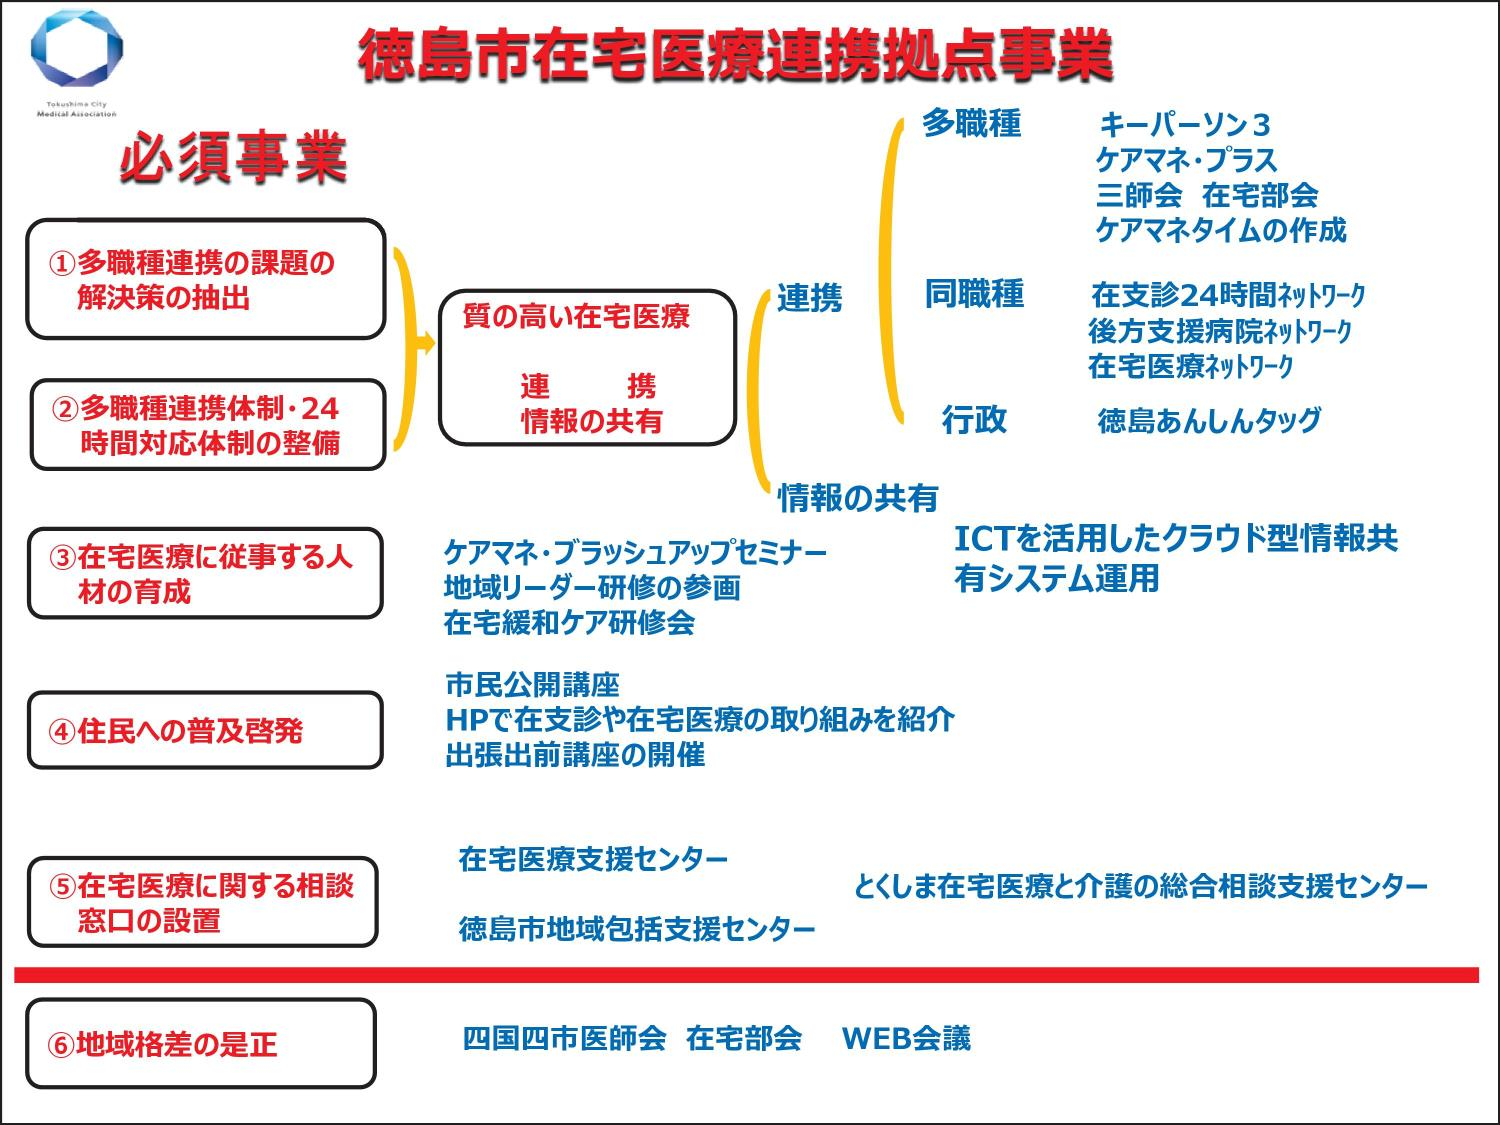 徳島市在宅医療連携拠点事業
Tokushima City
Medical Association
必須事業
①多職種連携の課題の
解決策の抽出
②多職種連携体制・24
時間対応体制の整備
質の高い在宅医療
連　　携
情報の共有
連携
多職種
キーパーソン３
ケアマネ・プラス
三師会　在宅部会
ケアマネタイムの作成
同職種
在支診24時間ﾈｯﾄﾜｰｸ
後方支援病院ﾈｯﾄﾜｰｸ
在宅医療ﾈｯﾄﾜｰｸ
行政
徳島あんしんタッグ
情報の共有
ICTを活用したクラウド型情報共
有システム運用
③在宅医療に従事する人
材の育成
ケアマネ・ブラッシュアップセミナー
地域リーダー研修の参画
在宅緩和ケア研修会
④住民への普及啓発
市民公開講座
HPで在支診や在宅医療の取り組みを紹介
出張出前講座の開催
⑤在宅医療に関する相談
窓口の設置
在宅医療支援センター
徳島市地域包括支援センター
とくしま在宅医療と介護の総合相談支援センター
⑥地域格差の是正
四国四市医師会　在宅部会　WEB会議